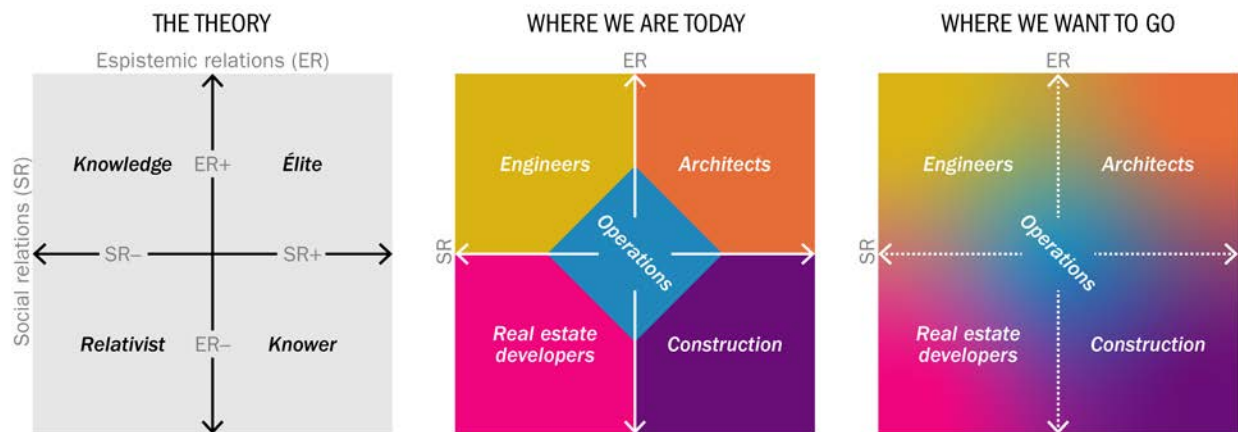 THE THEORY
Espistemic relations (ER)
Social relations (SR)
Knowledge
ER+
Élite
SR–
SR+
Relativist
ER–
Knower
WHERE WE ARE TODAY
ER
SR
Engineers
Architects
Operations
Real estate
developers
Construction
WHERE WE WANT TO GO
ER
SR
Engineers
Architects
Operations
Real estate
developers
Construction